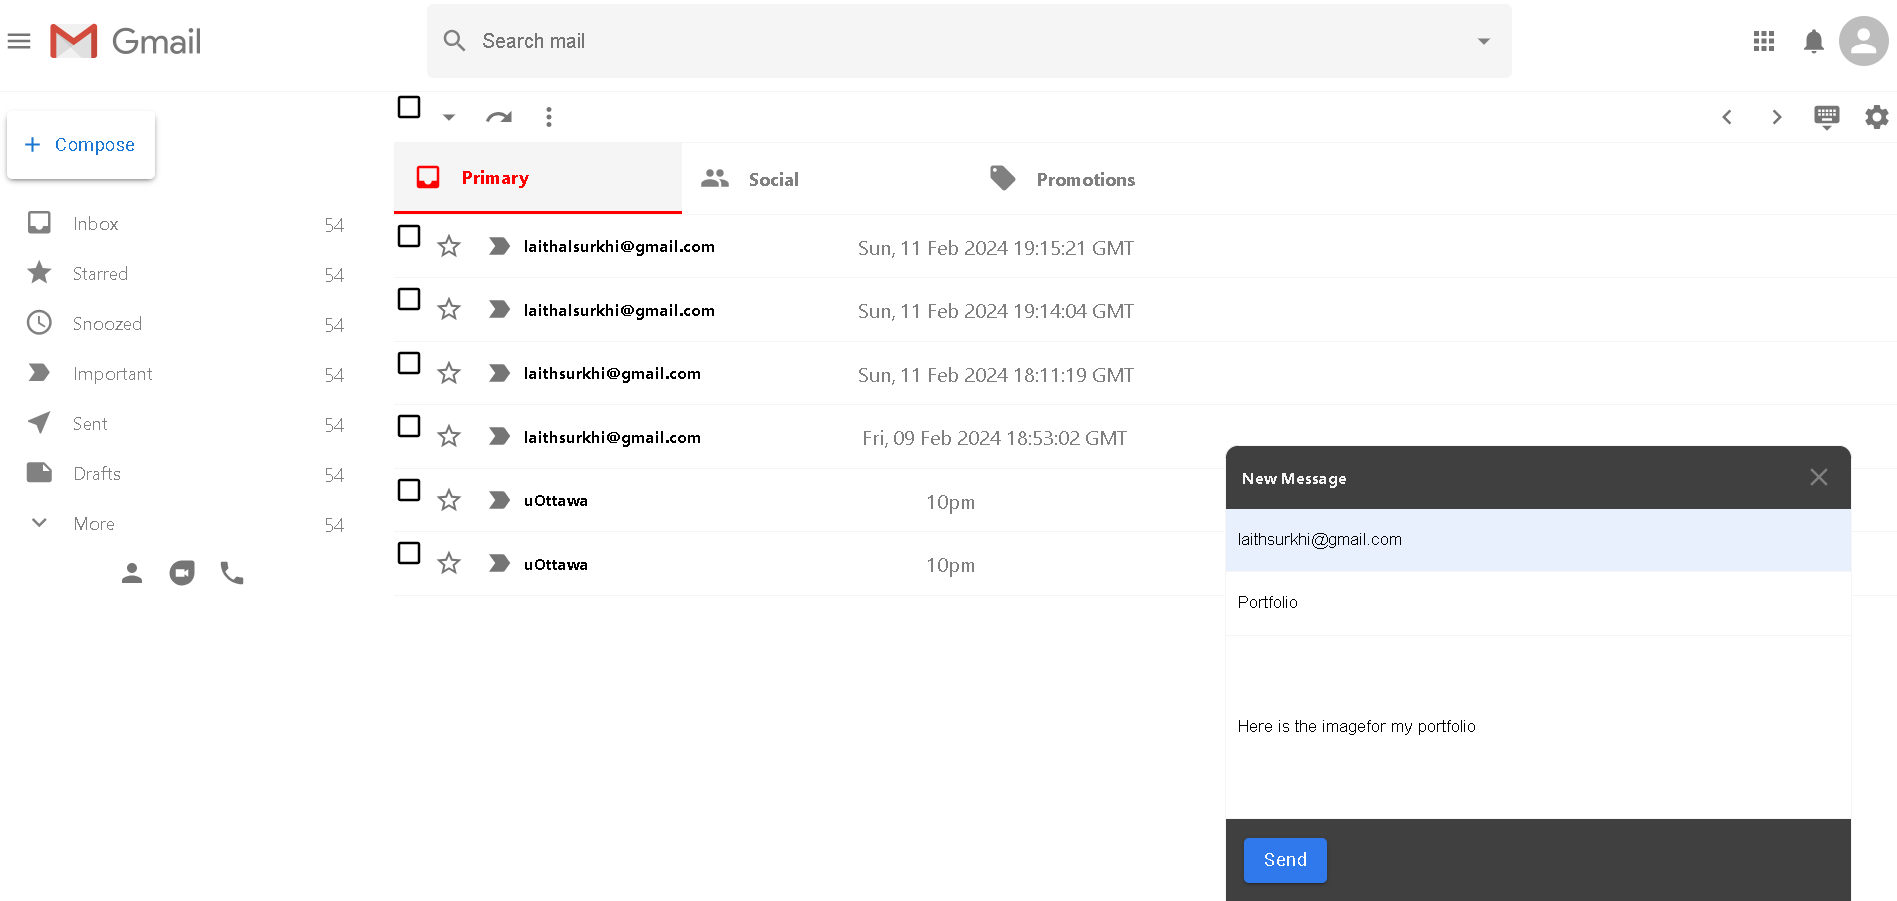 Gmail
Search mail
Compose
Primary
Social
Promotions
Inbox 54
Starred 54
Snoozed 54
Important 54
Sent 54
Drafts 54
More 54
laithalsurkhi@gmail.com Sun, 11 Feb 2024 19:15:21 GMT
laithalsurkhi@gmail.com Sun, 11 Feb 2024 19:14:04 GMT
laithsurkhi@gmail.com Sun, 11 Feb 2024 18:11:19 GMT
laithsurkhi@gmail.com Fri, 09 Feb 2024 18:53:02 GMT
uOttawa 10pm
uOttawa 10pm
New Message
laithsurkhi@gmail.com
Portfolio
Here is the imagefor my portfolio
Send